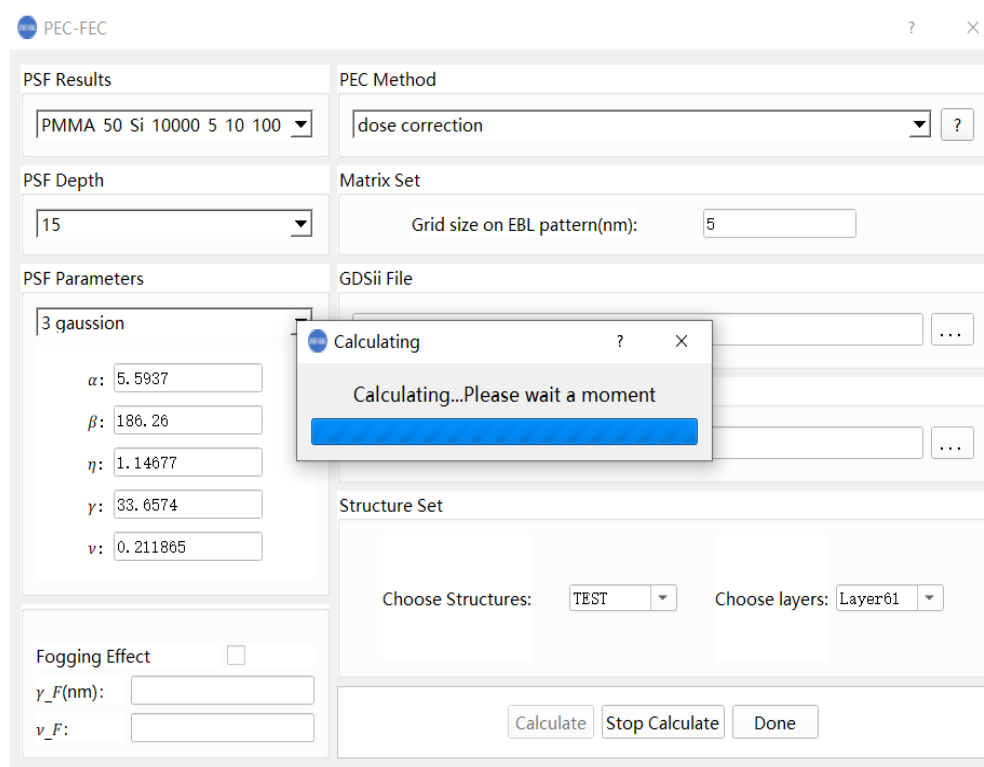 PEC-FEC
?
PSF Results
PMMA 50 Si 10000 5 10 100
PEC Method
dose correction
?
PSF Depth
15
Matrix Set
Grid size on EBL pattern(nm):
5
PSF Parameters
3 gaussion
α: 5.5937
β: 186.26
η: 1.14677
γ: 33.6574
ν: 0.211865
GDSii File
...
...
Calculating
?
Calculating...Please wait a moment
Structure Set
Choose Structures: TEST
Choose layers: Layer61
Fogging Effect
γ_F(nm):
ν_F:
Calculate
Stop Calculate
Done